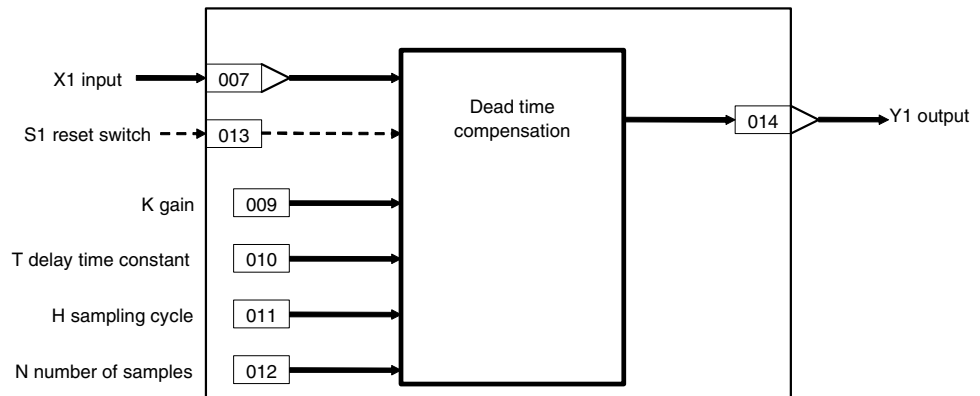 X1 input
007
S1 reset switch
013
Dead time
compensation
014
Y1 output
K gain
009
T delay time constant
010
H sampling cycle
011
N number of samples
012